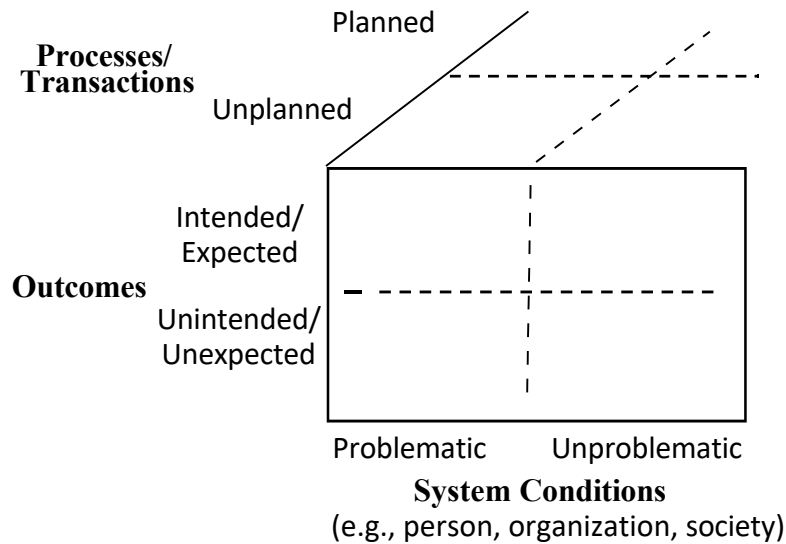 Planned
Processes/
Transactions
Unplanned
Intended/
Expected
Outcomes
Unintended/
Unexpected
Problematic
Unproblematic
System Conditions
(e.g., person, organization, society)